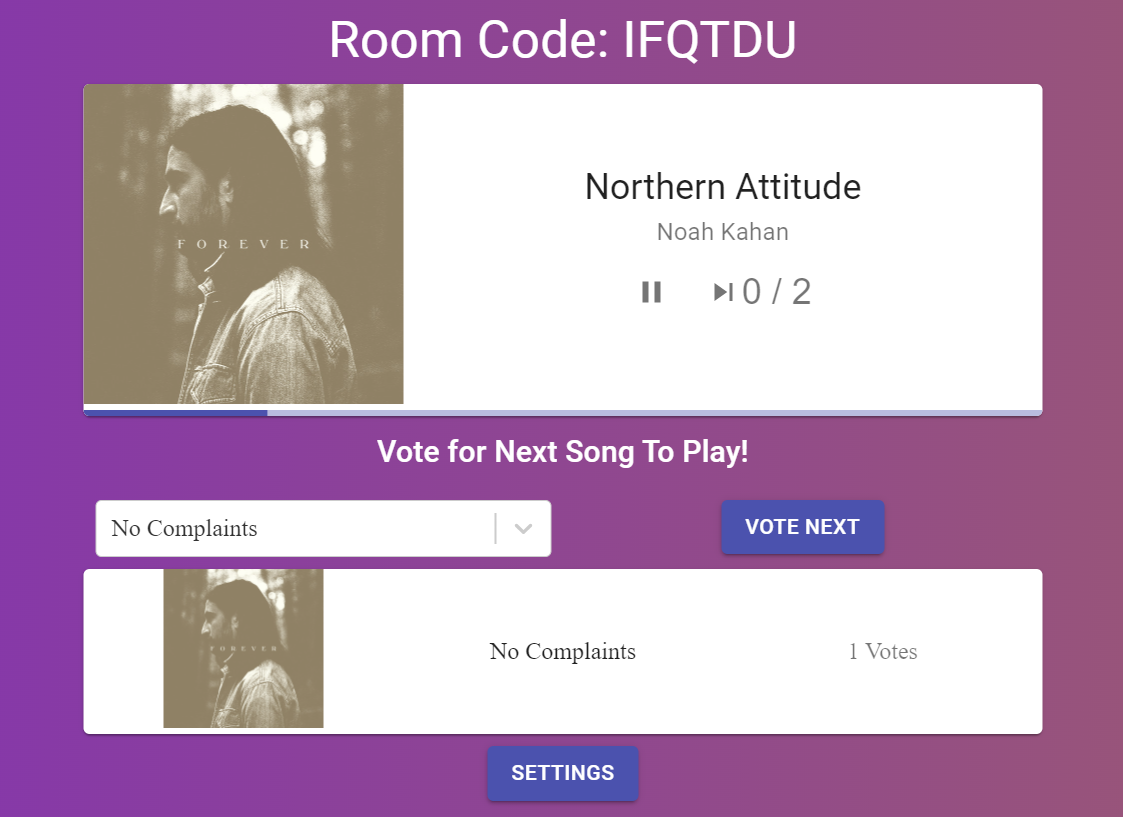 Room Code: IFQTDU
FOREVER
Northern Attitude
Noah Kahan
0 / 2
Vote for Next Song To Play!
No Complaints
VOTE NEXT
FOREVER
No Complaints
1 Votes
SETTINGS